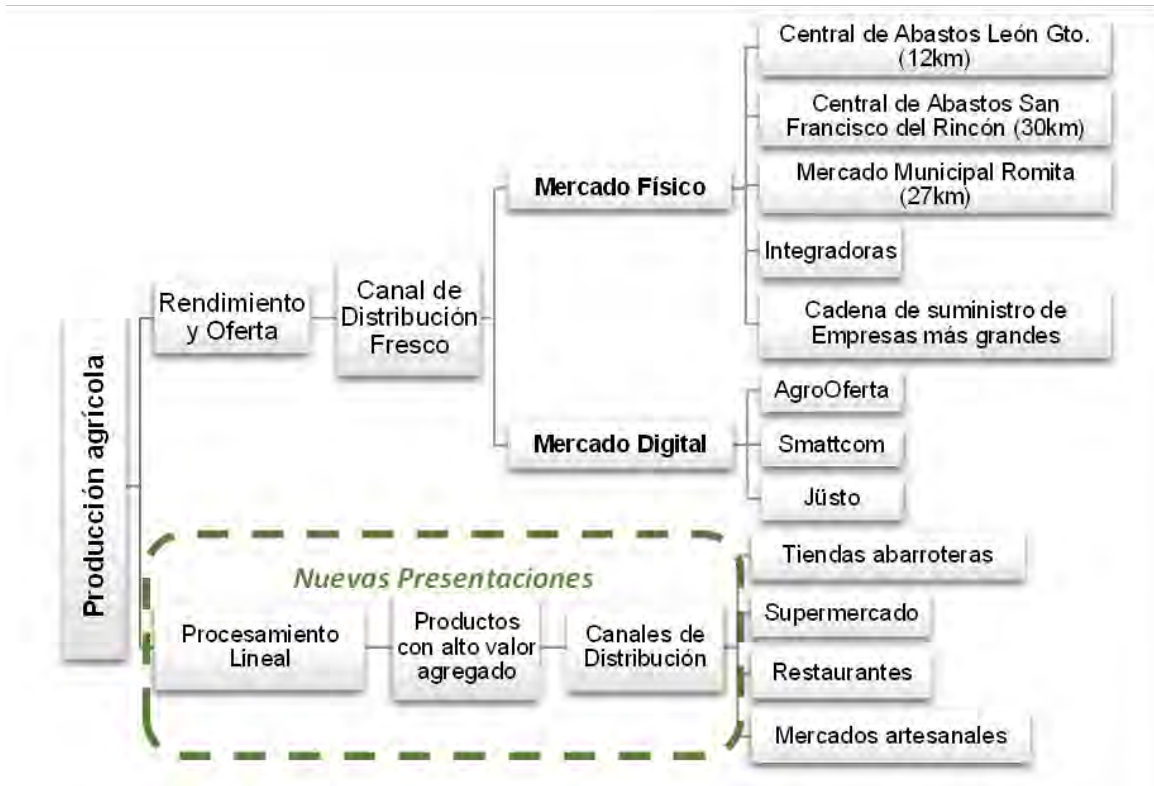 Producción agrícola
Rendimiento
y Oferta
Canal de
Distribución
Fresco
Mercado Físico
Central de Abastos León Gto.
(12km)
Central de Abastos San
Francisco del Rincón (30km)
Mercado Municipal Romita
(27km)
Integradoras
Cadena de suministro de
Empresas más grandes
Mercado Digital
AgroOferta
Smattcom
Jüsto
Nuevas Presentaciones
Procesamiento
Lineal
Productos
con alto valor
agregado
Canales de
Distribución
Tiendas abarroteras
Supermercado
Restaurantes
Mercados artesanales